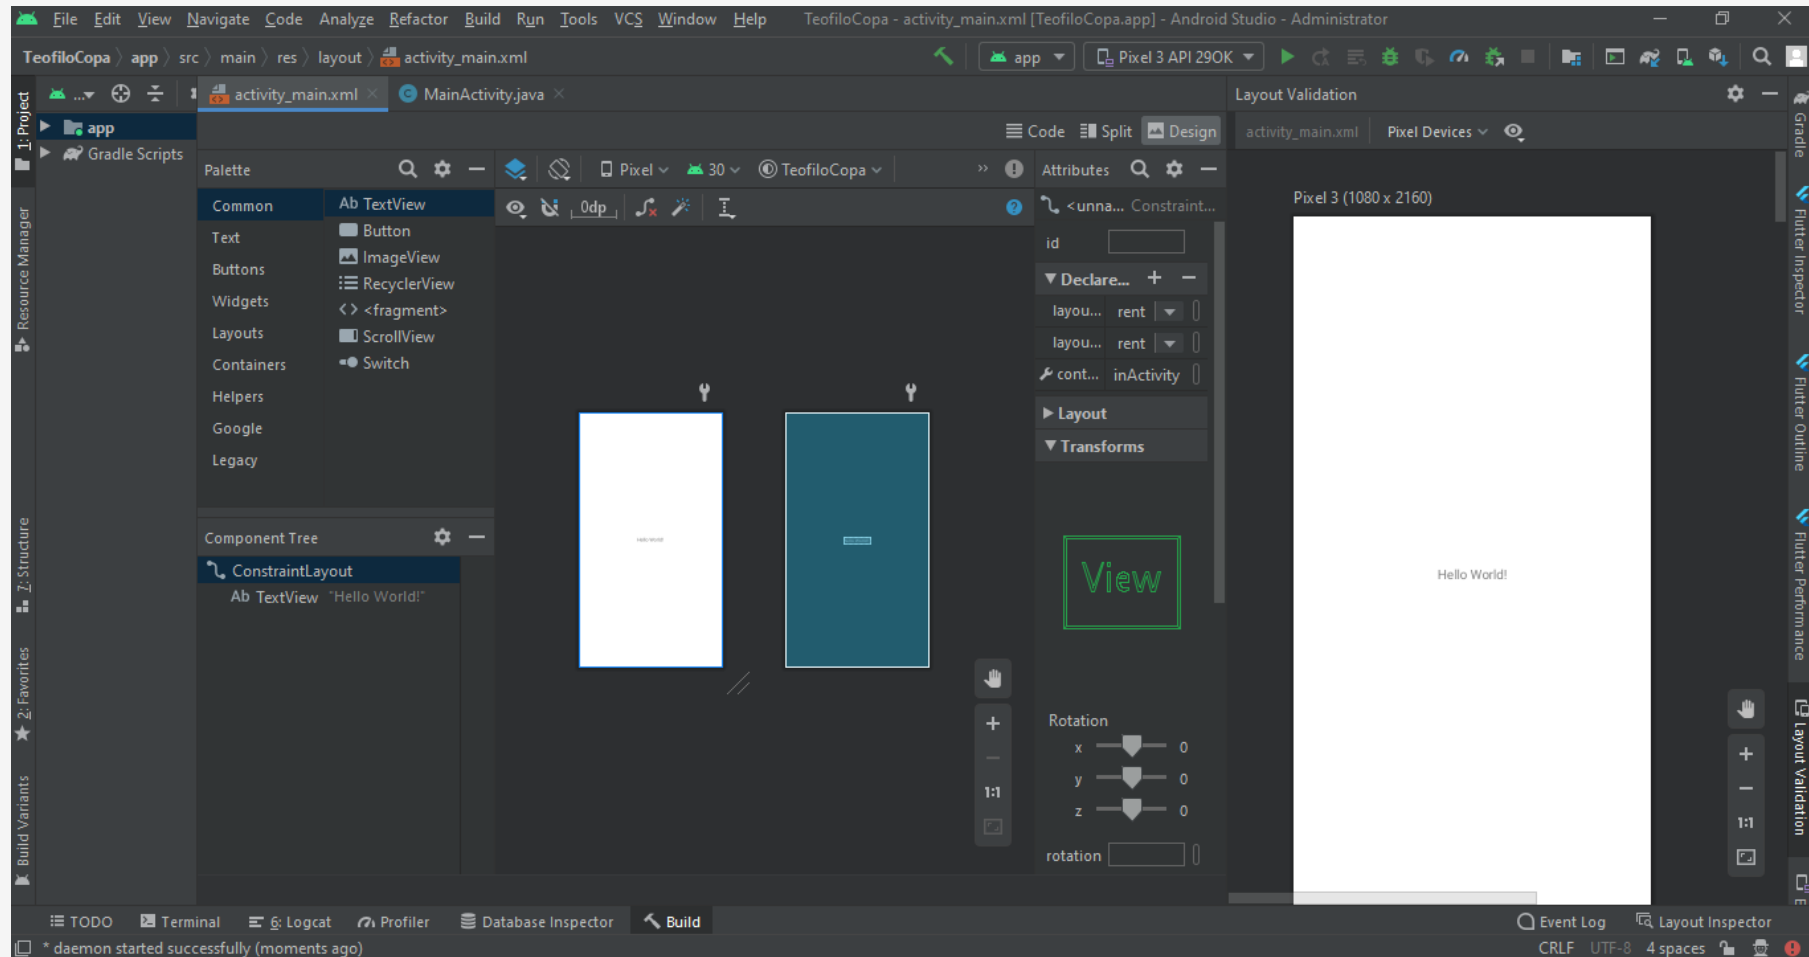 File Edit View Navigate Code Analyze Refactor Build Run Tools VCS Window Help TeofiloCopa - activity_main.xml [TeofiloCopa.app] - Android Studio - Administrator
TeofiloCopa app src main res layout activity_main.xml app Pixel 3 API 29OK
1: Project
Resource Manager
7: Structure
2: Favorites
Build Variants
...
app
Gradle Scripts
activity_main.xml MainActivity.java
Code Split Design
Palette
Common
Text
Buttons
Widgets
Layouts
Containers
Helpers
Google
Legacy
Ab TextView
Button
ImageView
RecyclerView
<fragment>
ScrollView
Switch
Component Tree
ConstraintLayout
Ab TextView "Hello World!"
Pixel 30 TeofiloCopa
0dp
Hello World!
1:1
Attributes
<unna... Constraint...
id
Declare...
layou... rent
layou... rent
cont... inActivity
Layout
Transforms
View
Rotation
x 0
y 0
z 0
rotation
Layout Validation
activity_main.xml Pixel Devices
Pixel 3 (1080 x 2160)
Hello World!
1:1
Gradle
Flutter Inspector
Flutter Outline
Flutter Performance
Layout Validation
TODO Terminal 6: Logcat Profiler Database Inspector Build Event Log Layout Inspector
* daemon started successfully (moments ago) CRLF UTF-8 4 spaces